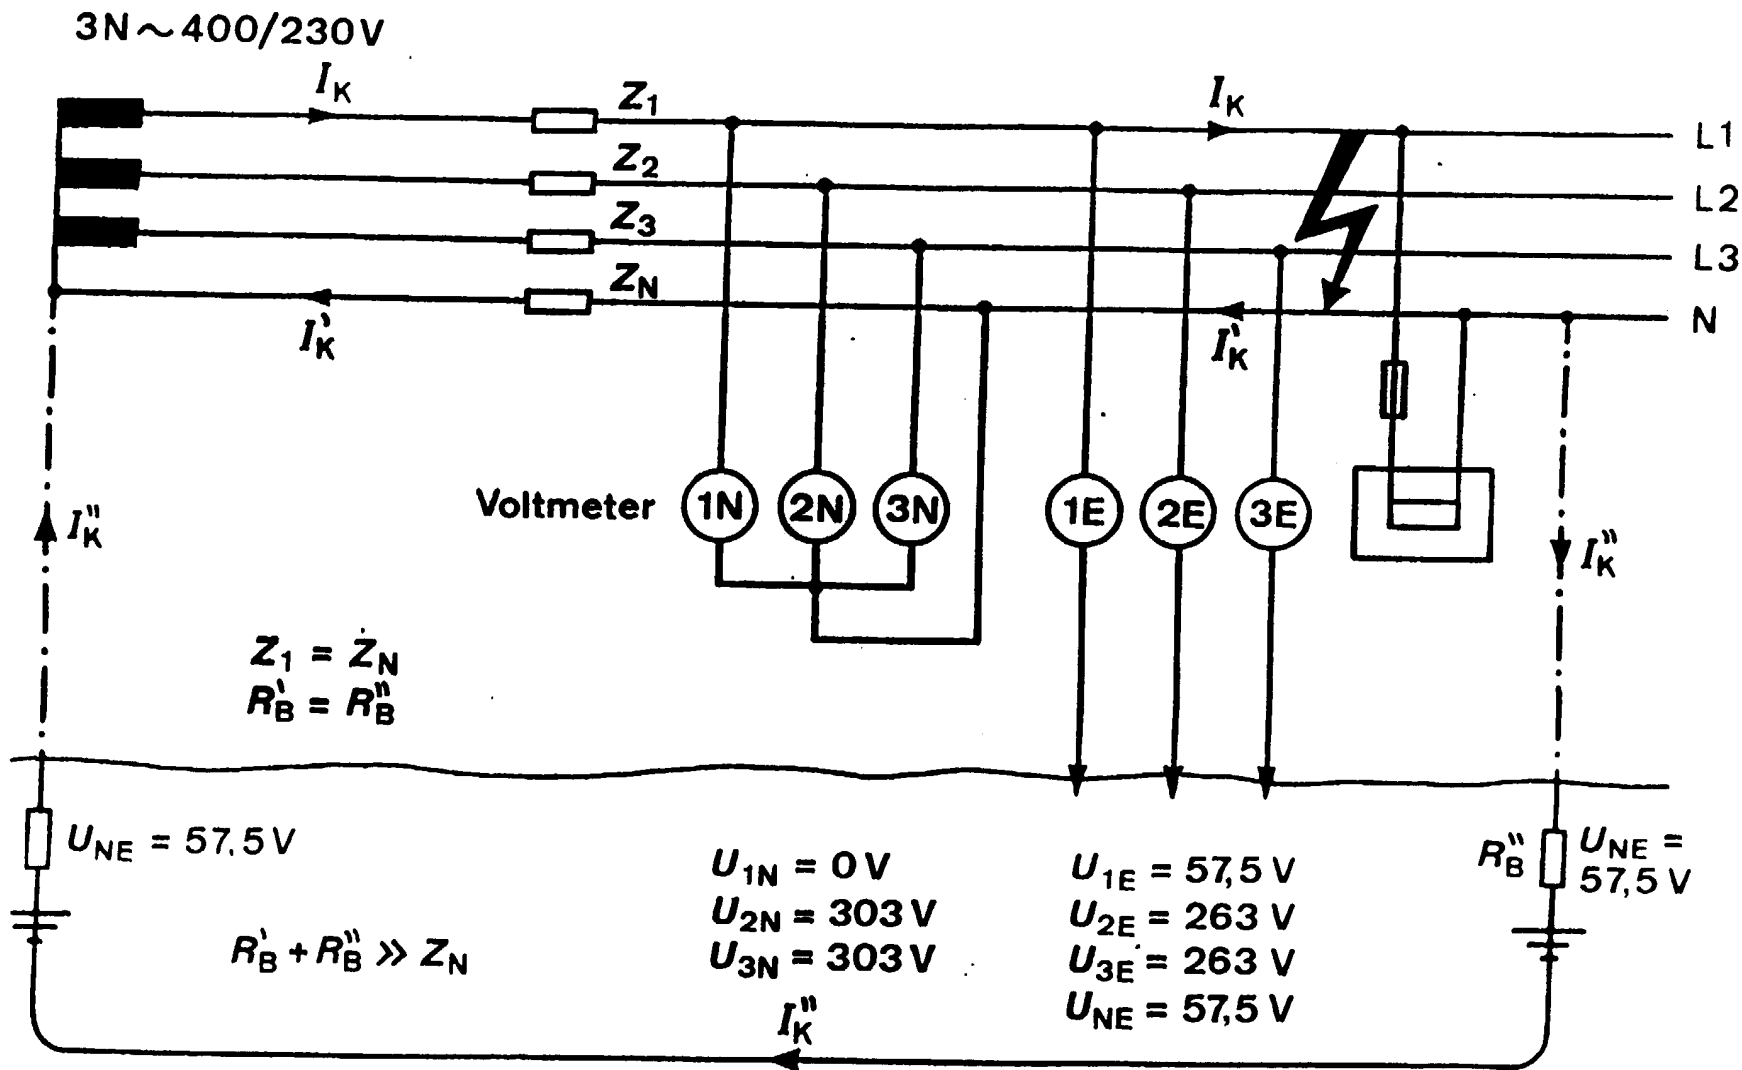 3N～400/230V
I_K
Z_1
I_K
L1
Z_2
L2
Z_3
L3
Z_N
I'_K
I'_K
N
Voltmeter
1N
2N
3N
1E
2E
3E
I''_K
I''_K
Z_1 = Z_N
R'_B = R''_B
U_NE = 57,5 V
U_1N = 0 V
U_2N = 303 V
U_3N = 303 V
U_1E = 57,5 V
U_2E = 263 V
U_3E = 263 V
U_NE = 57,5 V
R''_B
U_NE =
57,5 V
R'_B + R''_B ≫ Z_N
I''_K